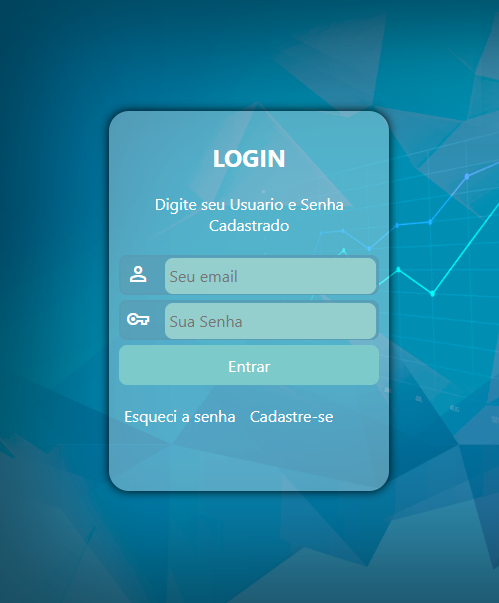 LOGIN
Digite seu Usuario e Senha
Cadastrado
Seu email
Sua Senha
Entrar
Esqueci a senha Cadastre-se